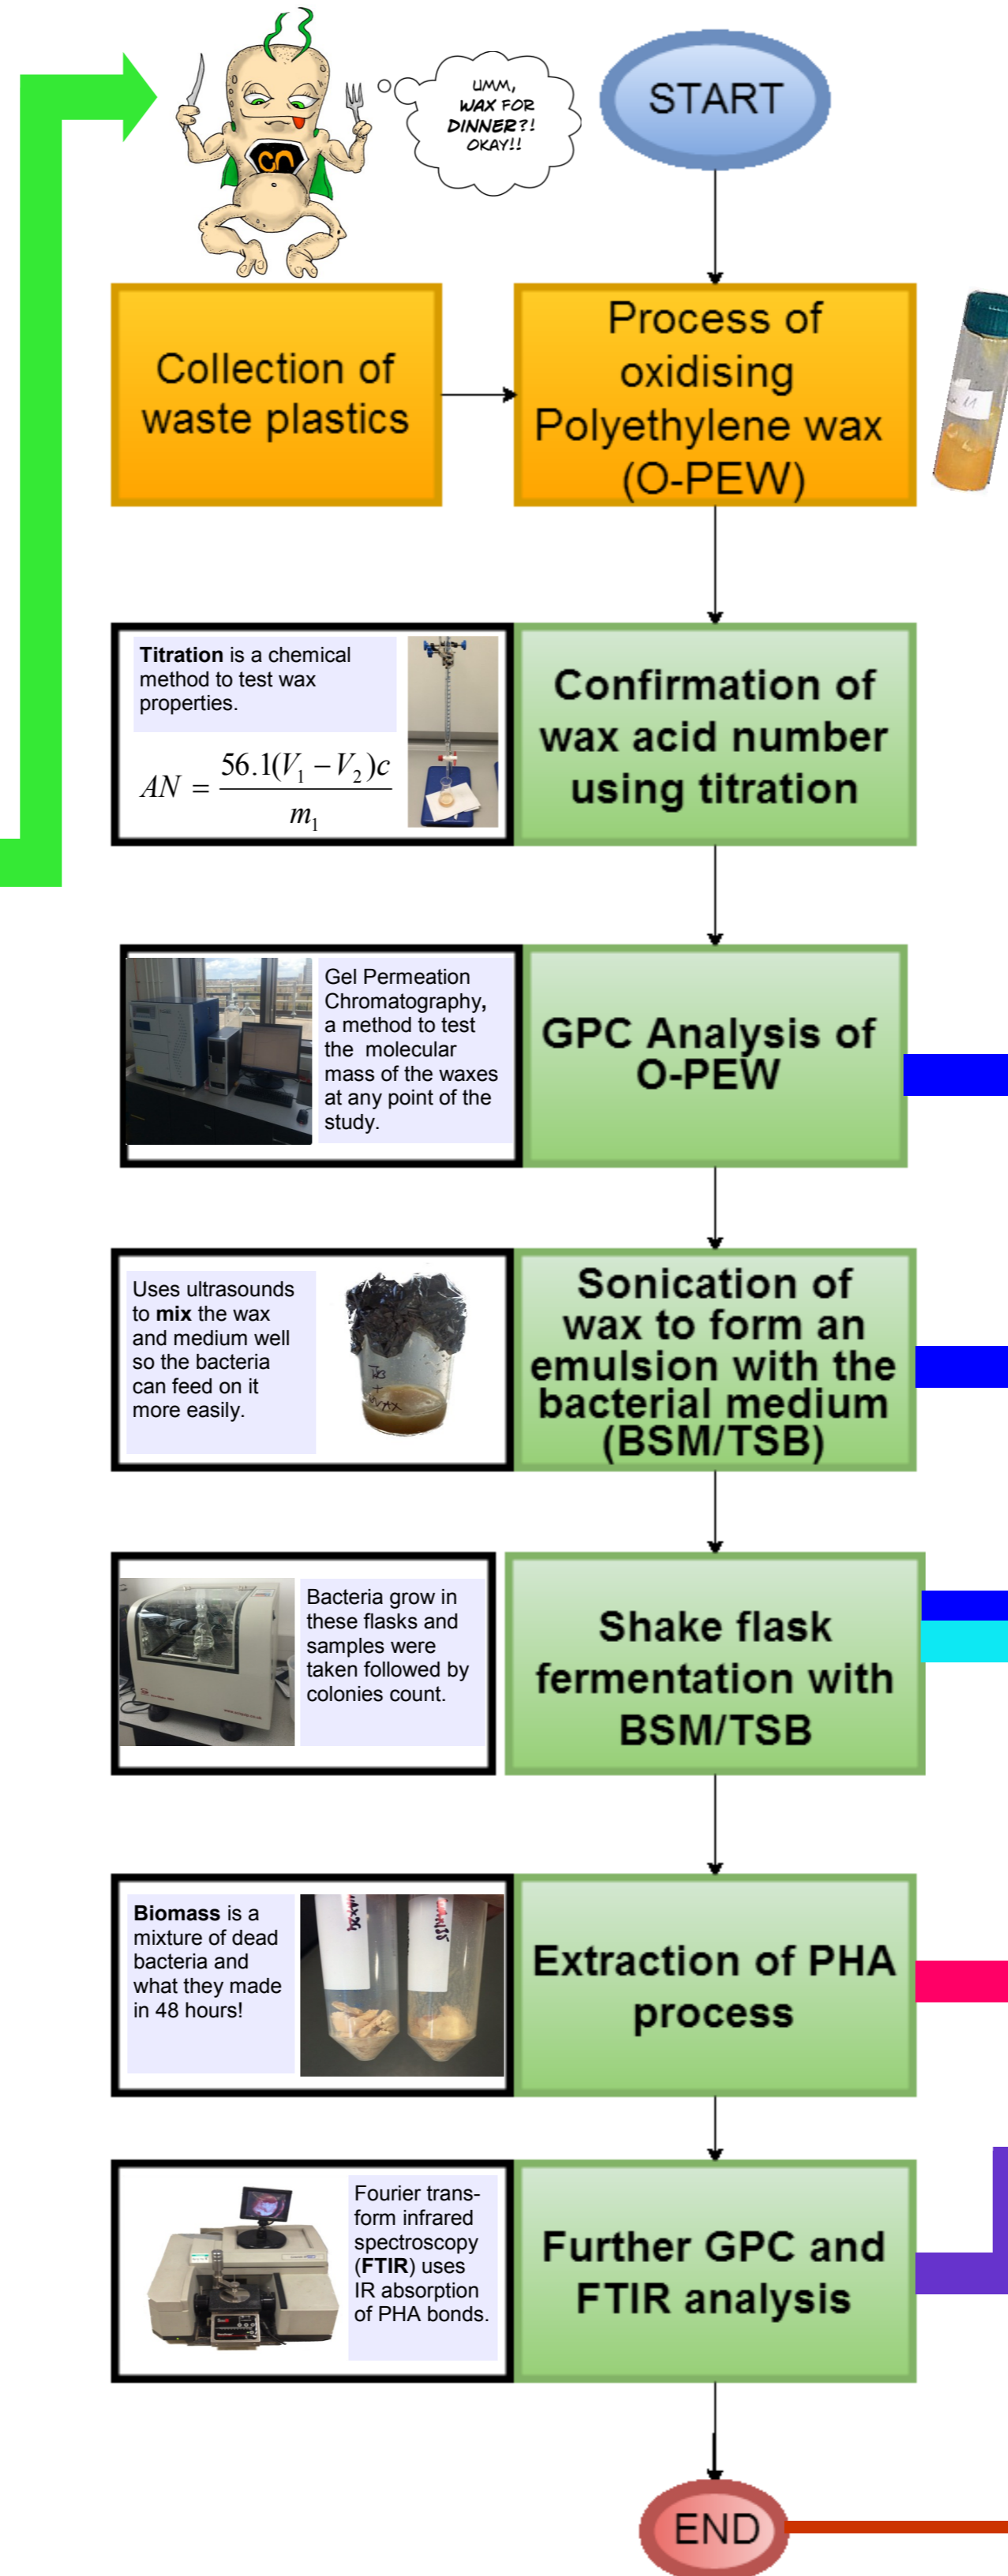 UMM,
WAX FOR
DINNER?!
OKAY!!
START
cn
Collection of
waste plastics
Process of
oxidising
Polyethylene wax
(O-PEW)
Titration is a chemical
method to test wax
properties.
AN = 56.1(V₁ − V₂)c / m₁
Confirmation of
wax acid number
using titration
Gel Permeation
Chromatography,
a method to test
the molecular
mass of the waxes
at any point of the
study.
GPC Analysis of
O-PEW
Uses ultrasounds
to mix the wax
and medium well
so the bacteria
can feed on it
more easily.
TSB
+
WAX
Sonication of
wax to form an
emulsion with the
bacterial medium
(BSM/TSB)
Bacteria grow in
these flasks and
samples were
taken followed by
colonies count.
Shake flask
fermentation with
BSM/TSB
Biomass is a
mixture of dead
bacteria and
what they made
in 48 hours!
Extraction of PHA
process
Fourier trans-
form infrared
spectroscopy
(FTIR) uses
IR absorption
of PHA bonds.
Further GPC and
FTIR analysis
END